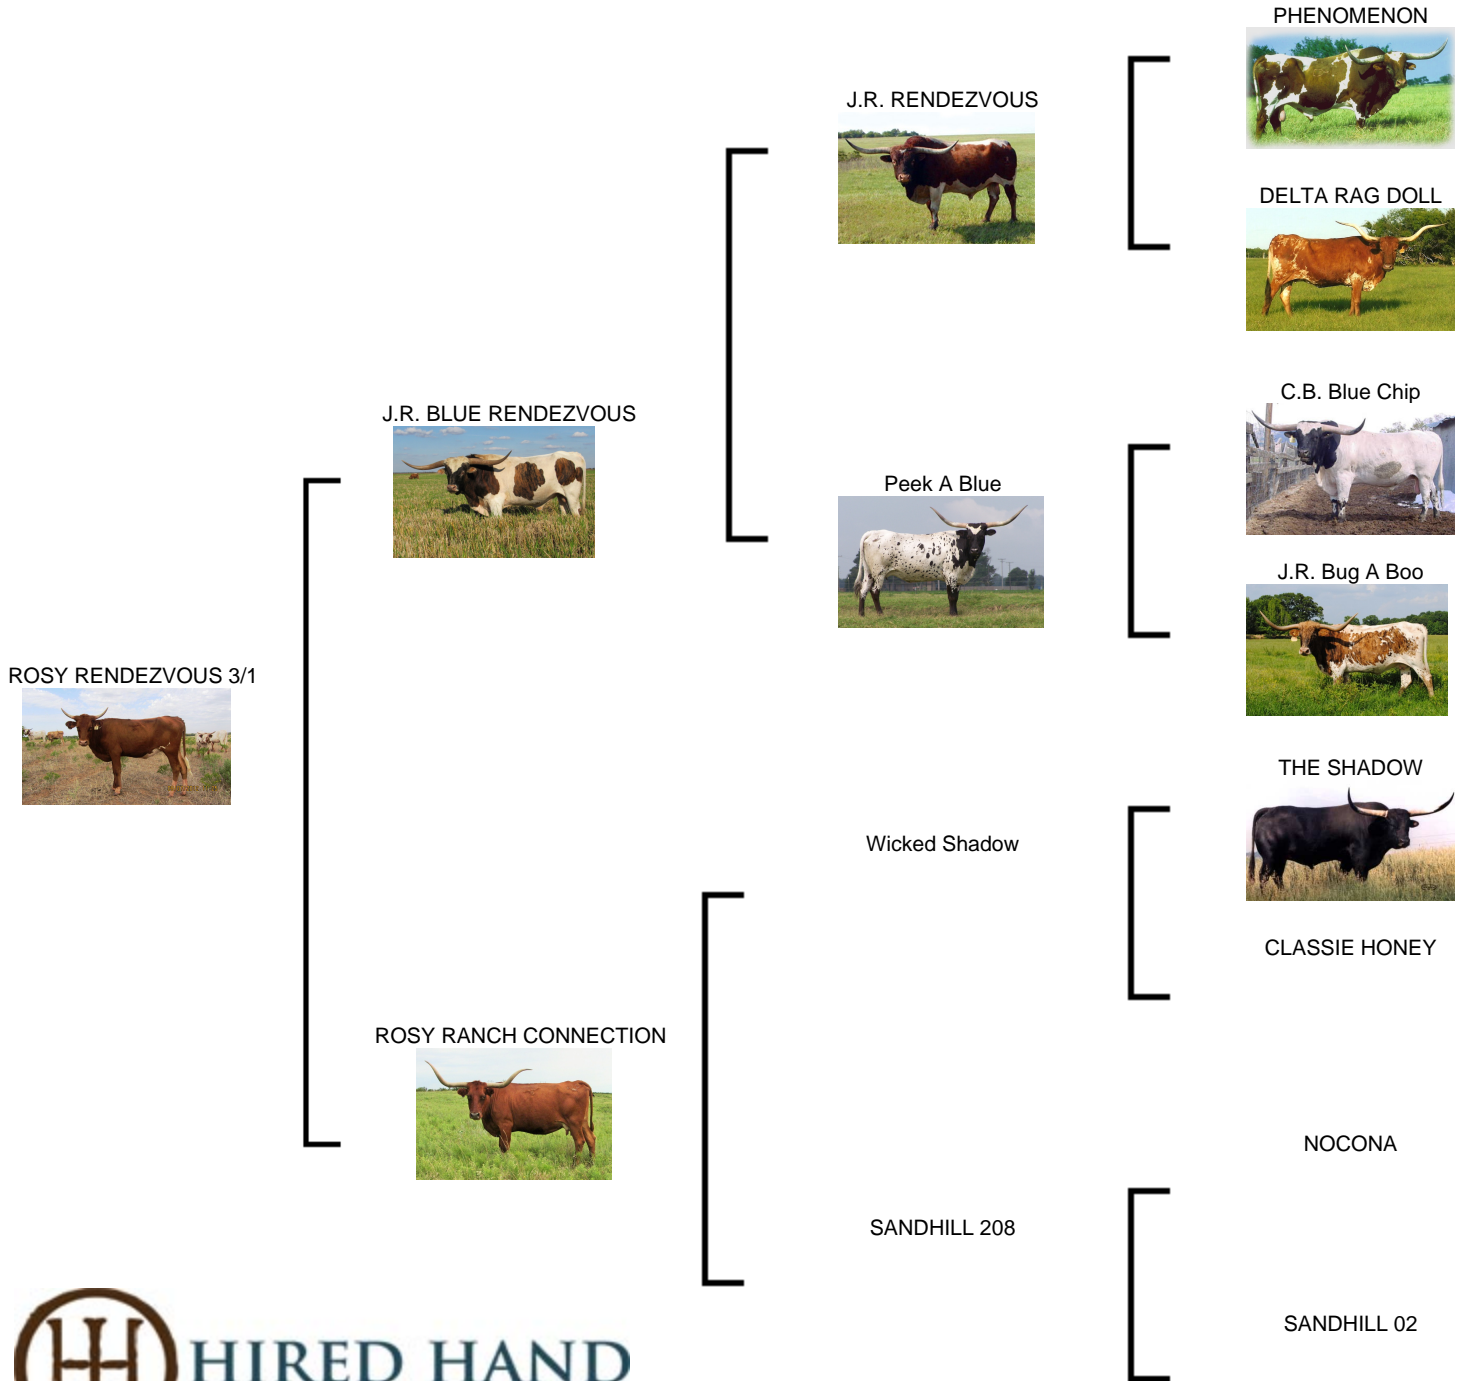 PHENOMENON
J.R. RENDEZVOUS
DELTA RAG DOLL
C.B. Blue Chip
J.R. BLUE RENDEZVOUS
Peek A Blue
J.R. Bug A Boo
ROSY RENDEZVOUS 3/1
THE SHADOW
Wicked Shadow
CLASSIE HONEY
ROSY RANCH CONNECTION
NOCONA
SANDHILL 208
SANDHILL 02
HIRED HAND